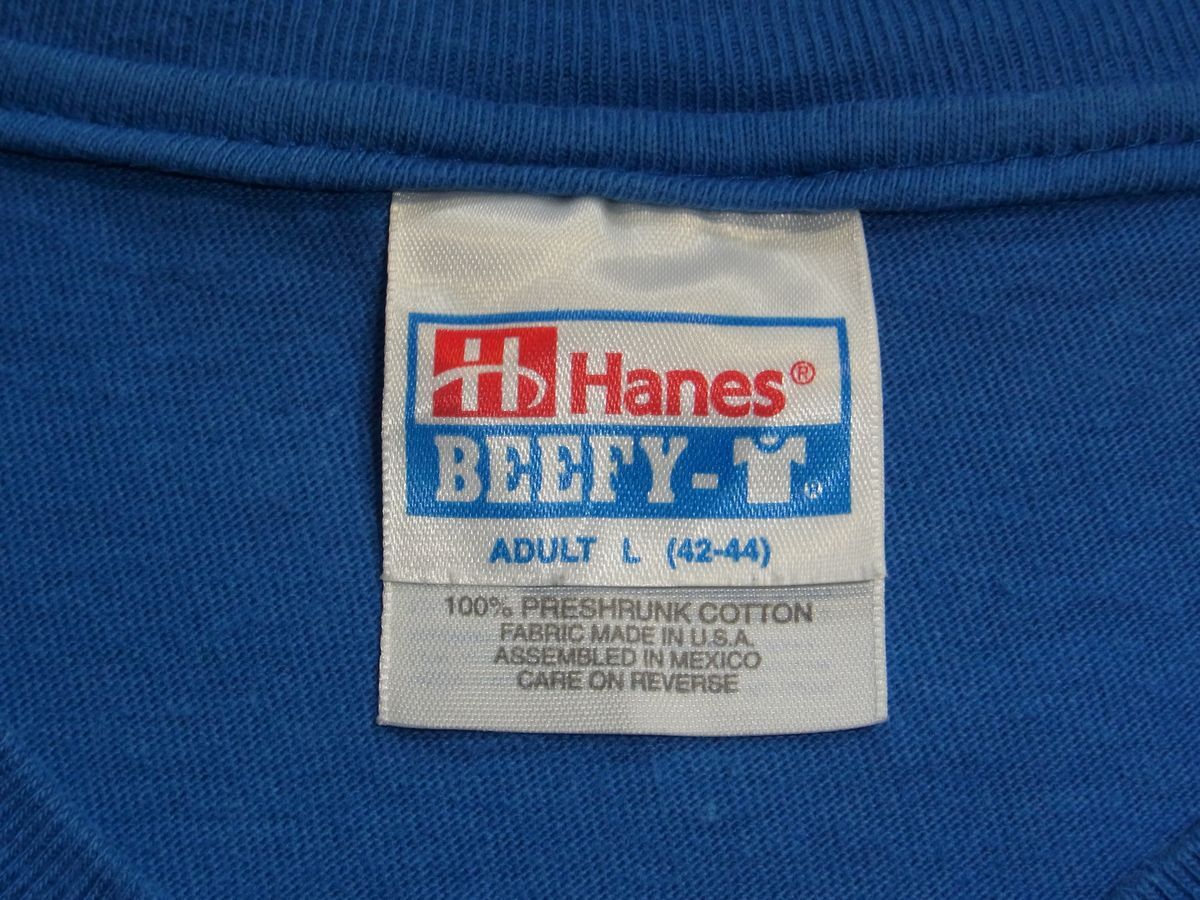 H Hanes®
BEEFY-T®
ADULT L (42-44)
100% PRESHRUNK COTTON
FABRIC MADE IN U.S.A.
ASSEMBLED IN MEXICO
CARE ON REVERSE